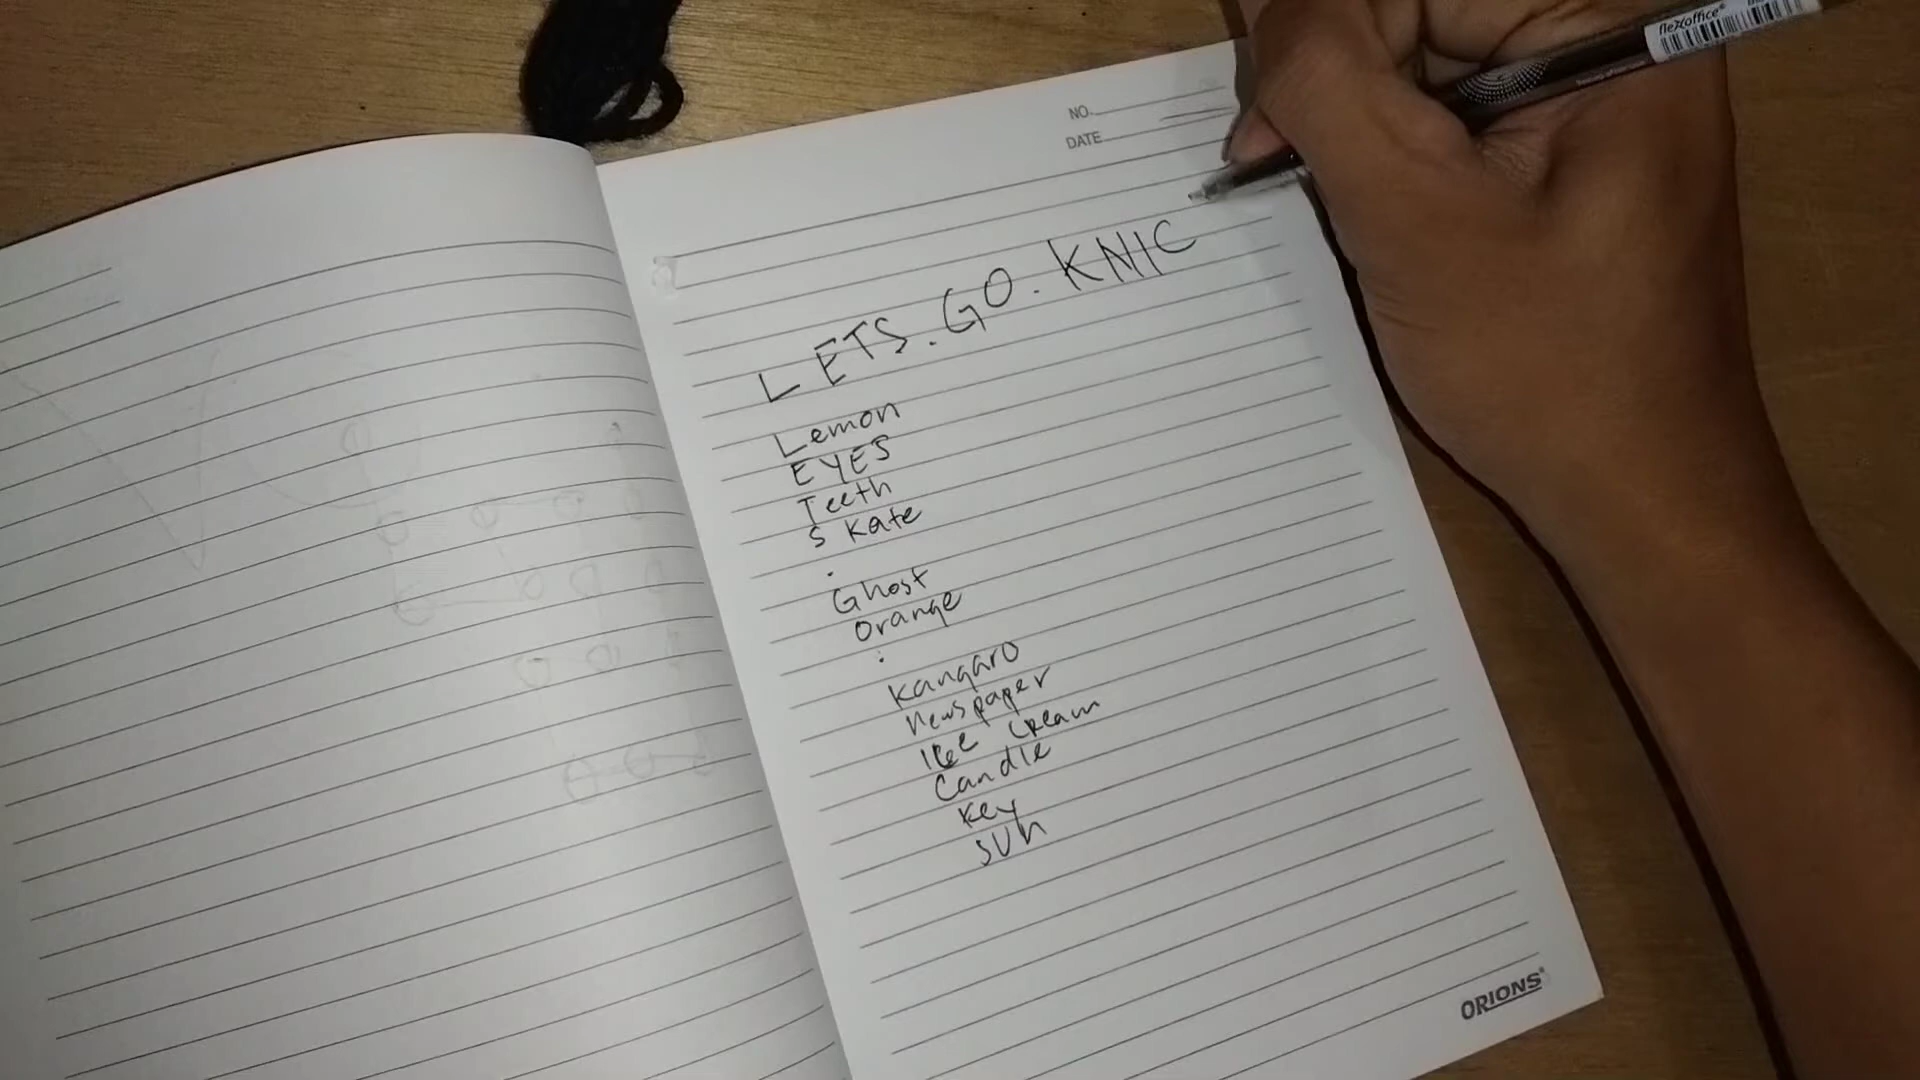 flexoffice®
NO.
DATE
LETS.GO.KNIC
Lemon
EYES
Teeth
Skate
.
Ghost
Orange
.
Kangaro
Newspaper
Ice Cream
Candle
Key
SUN
ORIONS®